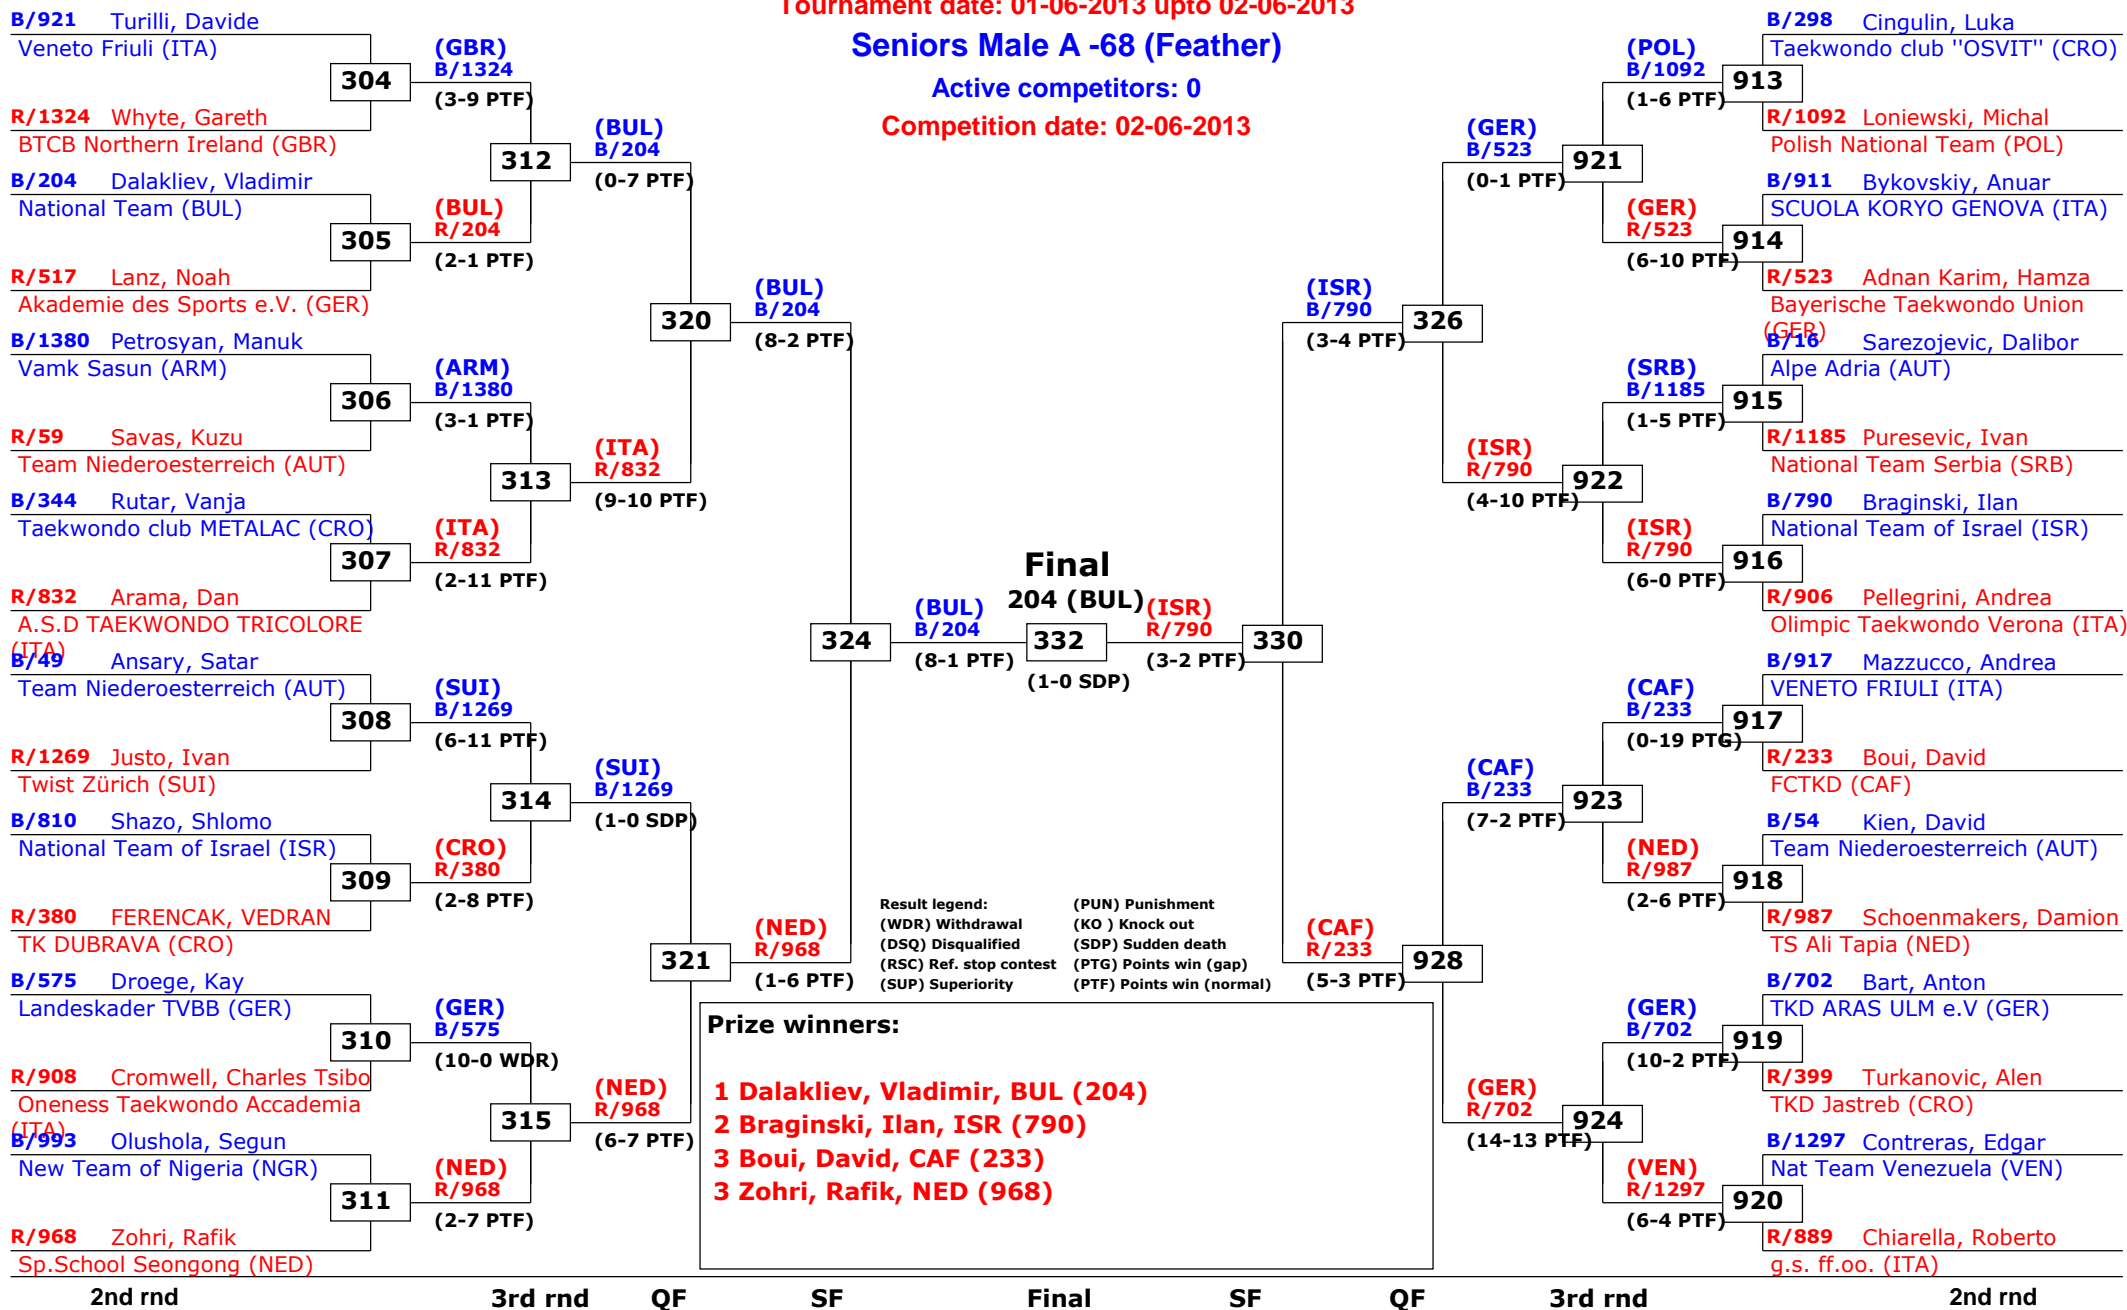 Tournament date: 01-06-2013 upto 02-06-2013
Seniors Male A -68 (Feather)
Active competitors: 0
Competition date: 02-06-2013
B/921 Turilli, Davide
Veneto Friuli (ITA)
304
R/1324 Whyte, Gareth
BTCB Northern Ireland (GBR)
B/204 Dalakliev, Vladimir
National Team (BUL)
305
R/517 Lanz, Noah
Akademie des Sports e.V. (GER)
B/1380 Petrosyan, Manuk
Vamk Sasun (ARM)
306
R/59 Savas, Kuzu
Team Niederoesterreich (AUT)
B/344 Rutar, Vanja
Taekwondo club METALAC (CRO)
307
R/832 Arama, Dan
A.S.D TAEKWONDO TRICOLORE
(ITA)
B/49 Ansary, Satar
Team Niederoesterreich (AUT)
308
R/1269 Justo, Ivan
Twist Zürich (SUI)
B/810 Shazo, Shlomo
National Team of Israel (ISR)
309
R/380 FERENCAK, VEDRAN
TK DUBRAVA (CRO)
B/575 Droege, Kay
Landeskader TVBB (GER)
310
R/908 Cromwell, Charles Tsibo
Oneness Taekwondo Accademia
(ITA)
B/993 Olushola, Segun
New Team of Nigeria (NGR)
311
R/968 Zohri, Rafik
Sp.School Seongong (NED)
(GBR)
B/1324
(3-9 PTF)
312
(BUL)
R/204
(2-1 PTF)
(ARM)
B/1380
(3-1 PTF)
313
(ITA)
R/832
(2-11 PTF)
(SUI)
B/1269
(6-11 PTF)
314
(CRO)
R/380
(2-8 PTF)
(GER)
B/575
(10-0 WDR)
315
(NED)
R/968
(2-7 PTF)
(BUL)
B/204
(0-7 PTF)
320
(ITA)
R/832
(9-10 PTF)
(SUI)
B/1269
(1-0 SDP)
321
(NED)
R/968
(6-7 PTF)
(BUL)
B/204
(8-2 PTF)
324
(NED)
R/968
(1-6 PTF)
(BUL)
B/204
(8-1 PTF)
Final
204 (BUL)
332
(1-0 SDP)
(ISR)
R/790
(3-2 PTF)
330
(ISR)
B/790
(3-4 PTF)
326
(CAF)
R/233
(5-3 PTF)
928
(GER)
B/523
(0-1 PTF)
921
(ISR)
R/790
(4-10 PTF)
922
(CAF)
B/233
(7-2 PTF)
923
(GER)
R/702
(14-13 PTF)
924
(POL)
B/1092
(1-6 PTF)
(GER)
R/523
(6-10 PTF)
(SRB)
B/1185
(1-5 PTF)
(ISR)
R/790
(6-0 PTF)
(CAF)
B/233
(0-19 PTG)
(NED)
R/987
(2-6 PTF)
(GER)
B/702
(10-2 PTF)
(VEN)
R/1297
(6-4 PTF)
B/298 Cingulin, Luka
Taekwondo club "OSVIT" (CRO)
913
R/1092 Loniewski, Michal
Polish National Team (POL)
B/911 Bykovskiy, Anuar
SCUOLA KORYO GENOVA (ITA)
914
R/523 Adnan Karim, Hamza
Bayerische Taekwondo Union
(GER)
B/16 Sarezojevic, Dalibor
Alpe Adria (AUT)
915
R/1185 Puresevic, Ivan
National Team Serbia (SRB)
B/790 Braginski, Ilan
National Team of Israel (ISR)
916
R/906 Pellegrini, Andrea
Olimpic Taekwondo Verona (ITA)
B/917 Mazzucco, Andrea
VENETO FRIULI (ITA)
917
R/233 Boui, David
FCTKD (CAF)
B/54 Kien, David
Team Niederoesterreich (AUT)
918
R/987 Schoenmakers, Damion
TS Ali Tapia (NED)
B/702 Bart, Anton
TKD ARAS ULM e.V (GER)
919
R/399 Turkanovic, Alen
TKD Jastreb (CRO)
B/1297 Contreras, Edgar
Nat Team Venezuela (VEN)
920
R/889 Chiarella, Roberto
g.s. ff.oo. (ITA)
Result legend: (PUN) Punishment
(WDR) Withdrawal (KO ) Knock out
(DSQ) Disqualified (SDP) Sudden death
(RSC) Ref. stop contest (PTG) Points win (gap)
(SUP) Superiority (PTF) Points win (normal)
Prize winners:
1 Dalakliev, Vladimir, BUL (204)
2 Braginski, Ilan, ISR (790)
3 Boui, David, CAF (233)
3 Zohri, Rafik, NED (968)
2nd rnd 3rd rnd QF SF Final SF QF 3rd rnd 2nd rnd